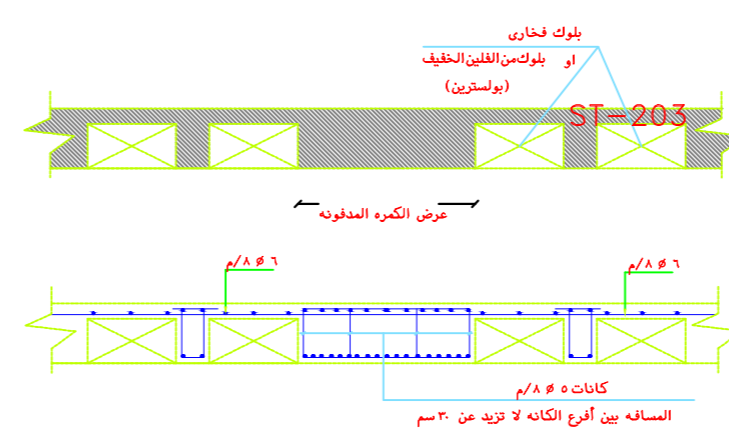 بلوك فخارى
او بلوك من الفلين الخفيف
(بولسترين)
ST-203
عرض الكمره المدفونه
٦ ø ٨/م
٦ ø ٨/م
كانات ٥ ø ٨/م
المسافه بين أفرع الكانه لا تزيد عن ٣٠ سم